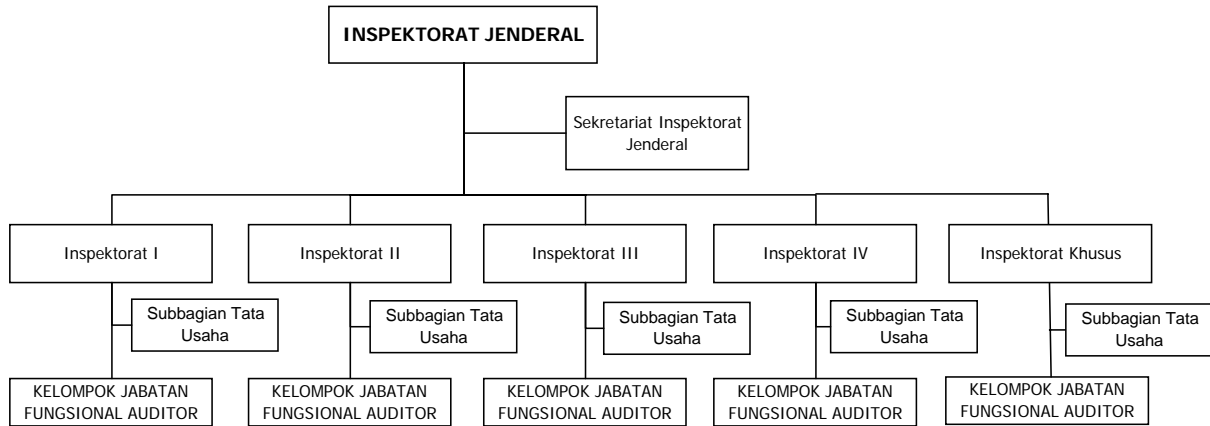 INSPEKTORAT JENDERAL
Sekretariat Inspektorat
Jenderal
Inspektorat I
Inspektorat II
Inspektorat III
Inspektorat IV
Inspektorat Khusus
Subbagian Tata
Usaha
Subbagian Tata
Usaha
Subbagian Tata
Usaha
Subbagian Tata
Usaha
Subbagian Tata
Usaha
KELOMPOK JABATAN
FUNGSIONAL AUDITOR
KELOMPOK JABATAN
FUNGSIONAL AUDITOR
KELOMPOK JABATAN
FUNGSIONAL AUDITOR
KELOMPOK JABATAN
FUNGSIONAL AUDITOR
KELOMPOK JABATAN
FUNGSIONAL AUDITOR